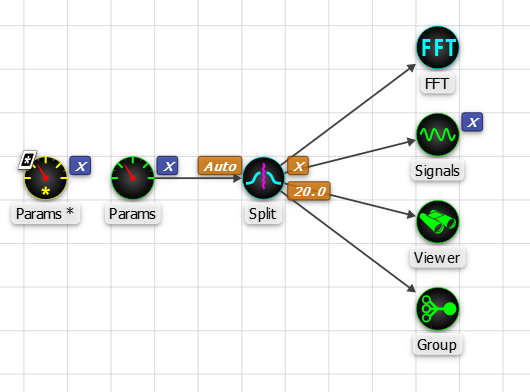 FFT
FFT
X
Signals
*
X
*
Params *
X
Params
Auto
X
20.0
Split
Viewer
Group